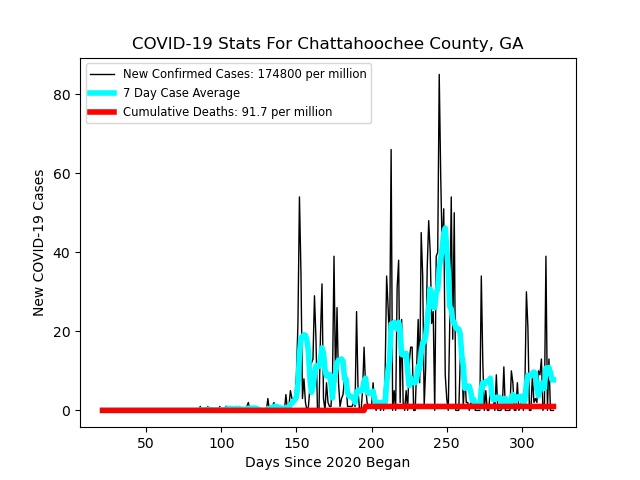 COVID-19 Stats For Chattahoochee County, GA
New Confirmed Cases: 174800 per million
7 Day Case Average
Cumulative Deaths: 91.7 per million
New COVID-19 Cases
80
60
40
20
0
50 100 150 200 250 300
Days Since 2020 Began